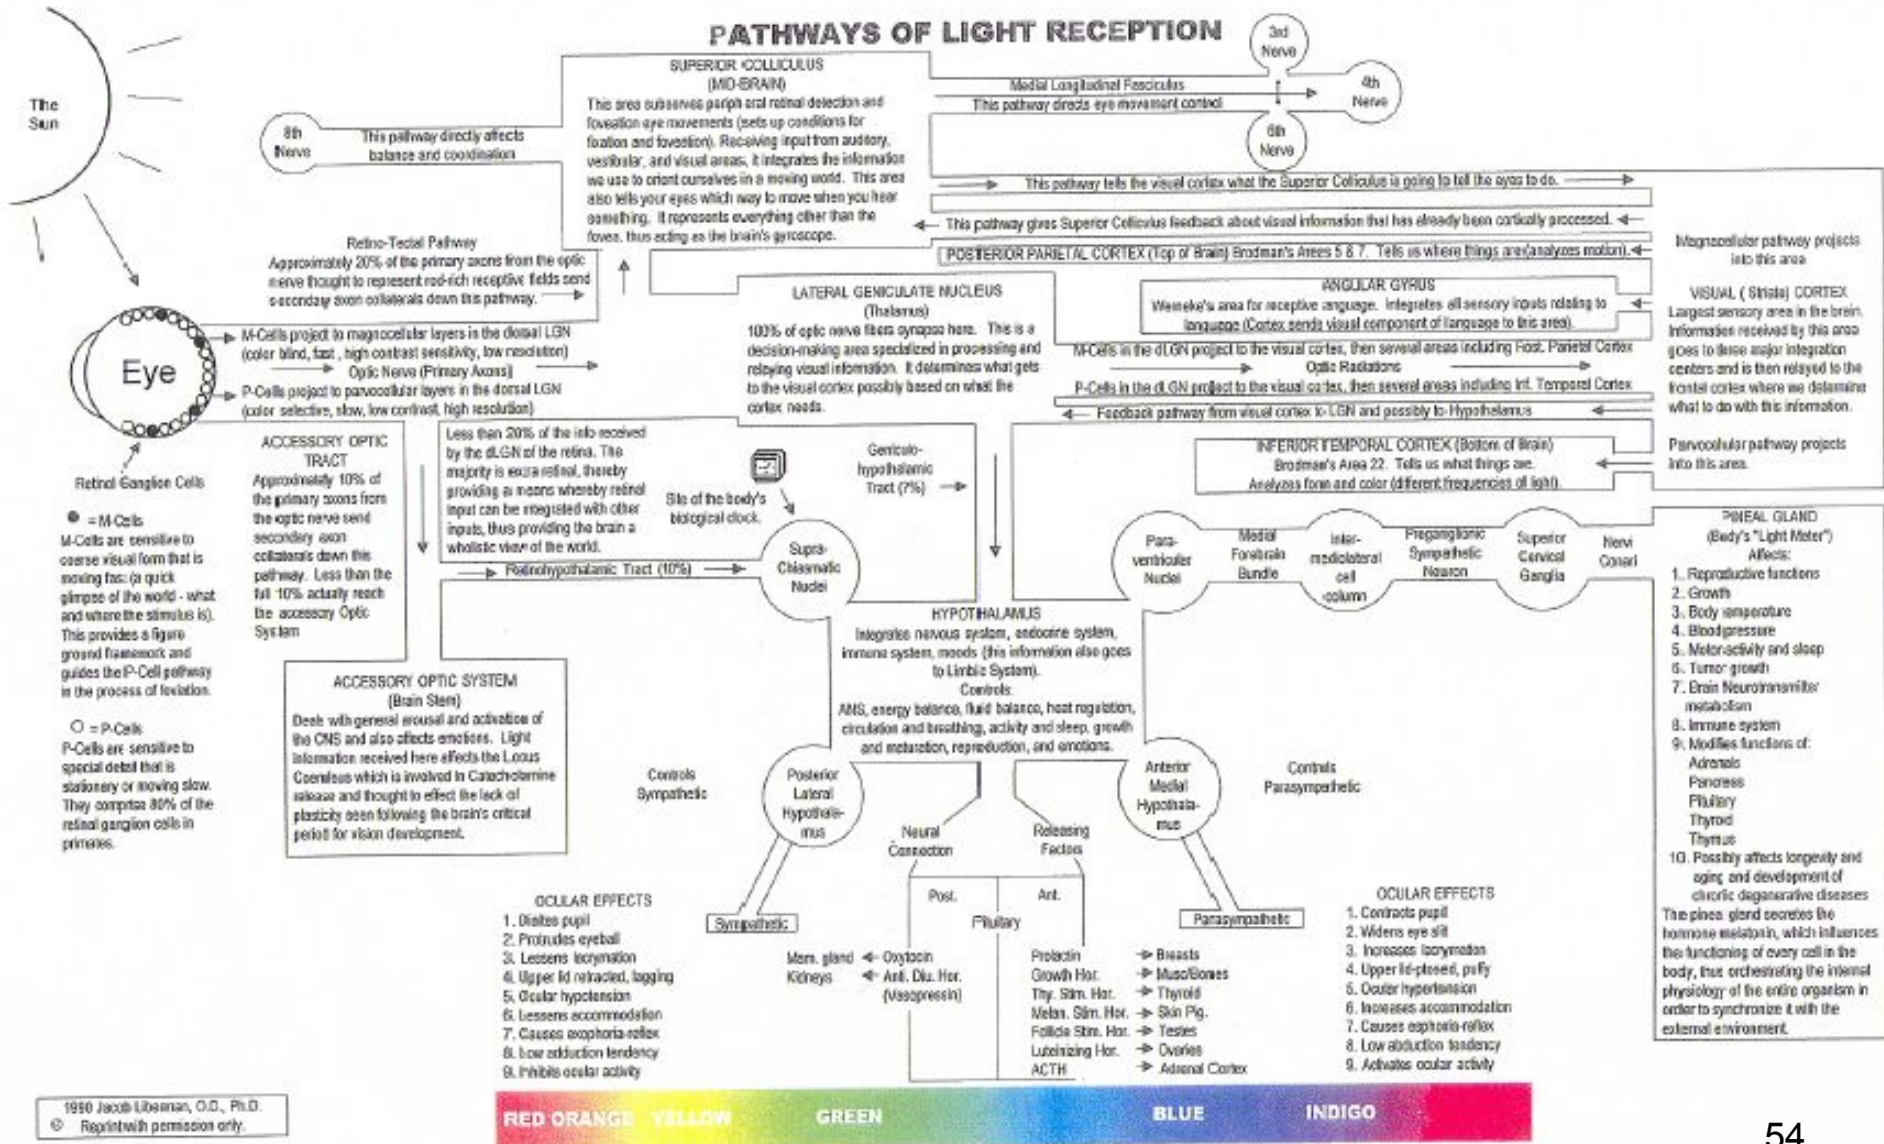 PATHWAYS OF LIGHT RECEPTION
The
Sun
3rd
Nerve
4th
Nerve
6th
Nerve
8th
Nerve
This pathway directly affects
balance and coordination
SUPERIOR COLLICULUS
(MID-BRAIN)
This area subserves peripheral retinal detection and
foveation eye movements (sets up conditions for
fixation and foveation). Receiving input from auditory,
vestibular, and visual areas, it integrates the information
we use to orient ourselves in a moving world. This area
also tells your eyes which way to move when you hear
something. It represents everything other than the
fovea, thus acting as the brain's gyroscope.
Medial Longitudinal Fasciculus
This pathway directs eye movement control
This pathway tells the visual cortex what the Superior Colliculus is going to tell the eyes to do.
This pathway gives Superior Colliculus feedback about visual information that has already been cortically processed.
POSTERIOR PARIETAL CORTEX (Top of Brain) Brodman's Areas 5 & 7. Tells us where things are (analyzes motion).
Retino-Tectal Pathway
Approximately 20% of the primary axons from the optic
nerve thought to represent rod-rich receptive fields send
secondary axon collaterals down this pathway.
Eye
M-Cells project to magnocellular layers in the dorsal LGN
(color blind, fast, high contrast sensitivity, low resolution)
Optic Nerve (Primary Axons)
P-Cells project to parvocellular layers in the dorsal LGN
(color selective, slow, low contrast, high resolution)
LATERAL GENICULATE NUCLEUS
(Thalamus)
100% of optic nerve fibers synapse here. This is a
decision-making area specialized in processing and
relaying visual information. It determines what gets
to the visual cortex possibly based on what the
cortex needs.
ANGULAR GYRUS
Werneke's area for receptive language. Integrates all sensory inputs relating to
language (Cortex sends visual component of language to this area).
M-Cells in the dLGN project to the visual cortex, then several areas including Post. Parietal Cortex
Optic Radiations
P-Cells in the dLGN project to the visual cortex, then several areas including Inf. Temporal Cortex
Feedback pathway from visual cortex to LGN and possibly to Hypothalamus
INFERIOR TEMPORAL CORTEX (Bottom of Brain)
Brodman's Area 22. Tells us what things are.
Analyzes form and color (different frequencies of light).
Magnocellular pathway projects
into this area
VISUAL (Striate) CORTEX
Largest sensory area in the brain.
Information received by this area
goes to three major integration
centers and is then relayed to the
frontal cortex where we determine
what to do with this information.
Parvocellular pathway projects
into this area.
Retinal Ganglion Cells
= M-Cells
M-Cells are sensitive to
coarse visual form that is
moving fast (a quick
glimpse of the world - what
and where the stimulus is).
This provides a figure
ground framework and
guides the P-Cell pathway
in the process of foviation.
= P-Cells
P-Cells are sensitive to
special detail that is
stationary or moving slow.
They comprise 80% of the
retinal ganglion cells in
primates.
ACCESSORY OPTIC
TRACT
Approximately 10% of
the primary axons from
the optic nerve send
secondary axon
collaterals down this
pathway. Less than the
full 10% actually reach
the accessory Optic
System
Less than 20% of the info received
by the dLGN of the retina. The
majority is extra retinal, thereby
providing a means whereby retinal
input can be integrated with other
inputs, thus providing the brain a
wholistic view of the world.
Site of the body's
biological clock.
Geniculo-
hypothalamic
Tract (?%)
Retinohypothalamic Tract (10%)
Supra-
Chiasmatic
Nuclei
Para-
ventricular
Nuclei
Medial
Forebrain
Bundle
Inter-
mediolateral
cell
-column
Preganglionic
Sympathetic
Neuron
Superior
Cervical
Ganglia
Nervi
Conari
PINEAL GLAND
(Body's "Light Meter")
Affects:
1. Reproductive functions
2. Growth
3. Body temperature
4. Blood pressure
5. Motor activity and sleep
6. Tumor growth
7. Brain Neurotransmitter
metabolism
8. Immune system
9. Modifies functions of:
Adrenals
Pancreas
Pituitary
Thyroid
Thymus
10. Possibly affects longevity and
aging and development of
chronic degenerative diseases
The pineal gland secretes the
hormone melatonin, which influences
the functioning of every cell in the
body, thus orchestrating the internal
physiology of the entire organism in
order to synchronize it with the
external environment.
ACCESSORY OPTIC SYSTEM
(Brain Stem)
Deals with general arousal and activation of
the CNS and also affects emotions. Light
information received here affects the Locus
Coeruleus which is involved in Catecholamine
release and thought to effect the lack of
plasticity seen following the brain's critical
period for vision development.
HYPOTHALAMUS
Integrates nervous system, endocrine system,
immune system, moods (this information also goes
to Limbic System).
Controls:
ANS, energy balance, fluid balance, heat regulation,
circulation and breathing, activity and sleep, growth
and maturation, reproduction, and emotions.
Controls
Sympathetic
Posterior
Lateral
Hypothala-
mus
Anterior
Medial
Hypothala-
mus
Controls
Parasympathetic
Neural
Connection
Releasing
Factors
Post. Ant.
Pituitary
Sympathetic
Parasympathetic
OCULAR EFFECTS
1. Dialtes pupil
2. Protrudes eyeball
3. Lessens lacrymation
4. Upper lid retracted, lagging
5. Ocular hypotension
6. Lessens accommodation
7. Causes exophoria-reflex
8. Low adduction tendency
9. Inhibits ocular activity
Mam. gland Oxytocin
Kidneys Anti. Diu. Hor.
(Vasopressin)
Prolactin Breasts
Growth Hor. Musc/Bones
Thy. Stim. Hor. Thyroid
Melan. Stim. Hor. Skin Pig.
Follicle Stim. Hor. Testes
Luteinizing Hor. Ovaries
ACTH Adrenal Cortex
OCULAR EFFECTS
1. Contracts pupil
2. Widens eye slit
3. Increases lacrymation
4. Upper lid-closed, puffy
5. Ocular hypertension
6. Increases accommodation
7. Causes esphoria-reflex
8. Low abduction tendency
9. Activates ocular activity
RED ORANGE YELLOW GREEN BLUE INDIGO
1990 Jacob Liberman, O.D., Ph.D.
© Reprint with permission only.
54